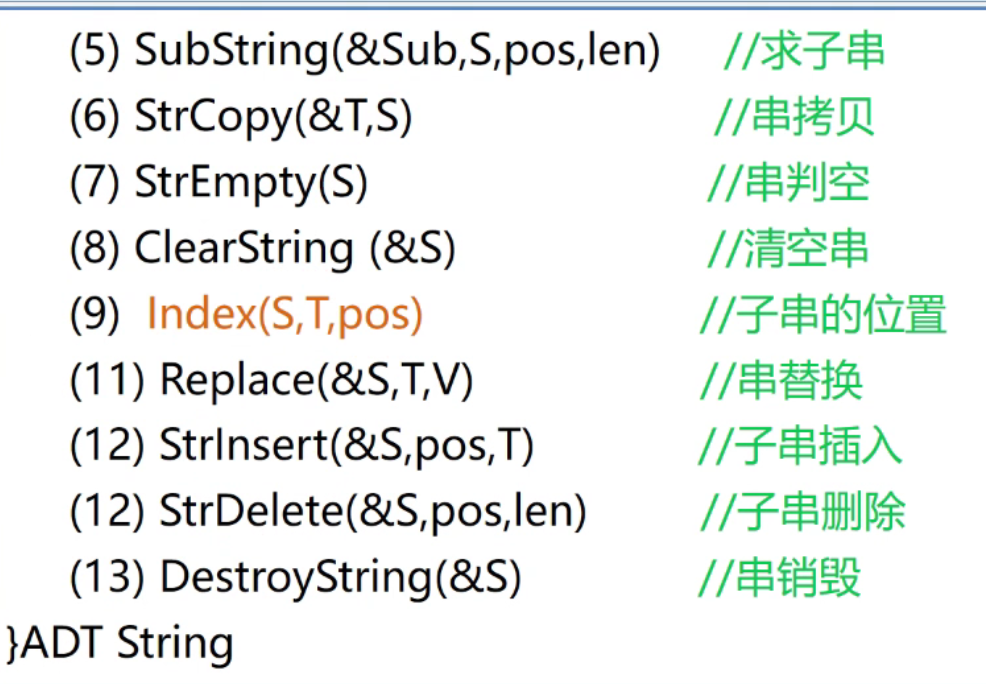 (5) SubString(&Sub,S,pos,len) //求子串
(6) StrCopy(&T,S) //串拷贝
(7) StrEmpty(S) //串判空
(8) ClearString (&S) //清空串
(9) Index(S,T,pos) //子串的位置
(11) Replace(&S,T,V) //串替换
(12) StrInsert(&S,pos,T) //子串插入
(12) StrDelete(&S,pos,len) //子串删除
(13) DestroyString(&S) //串销毁
}ADT String